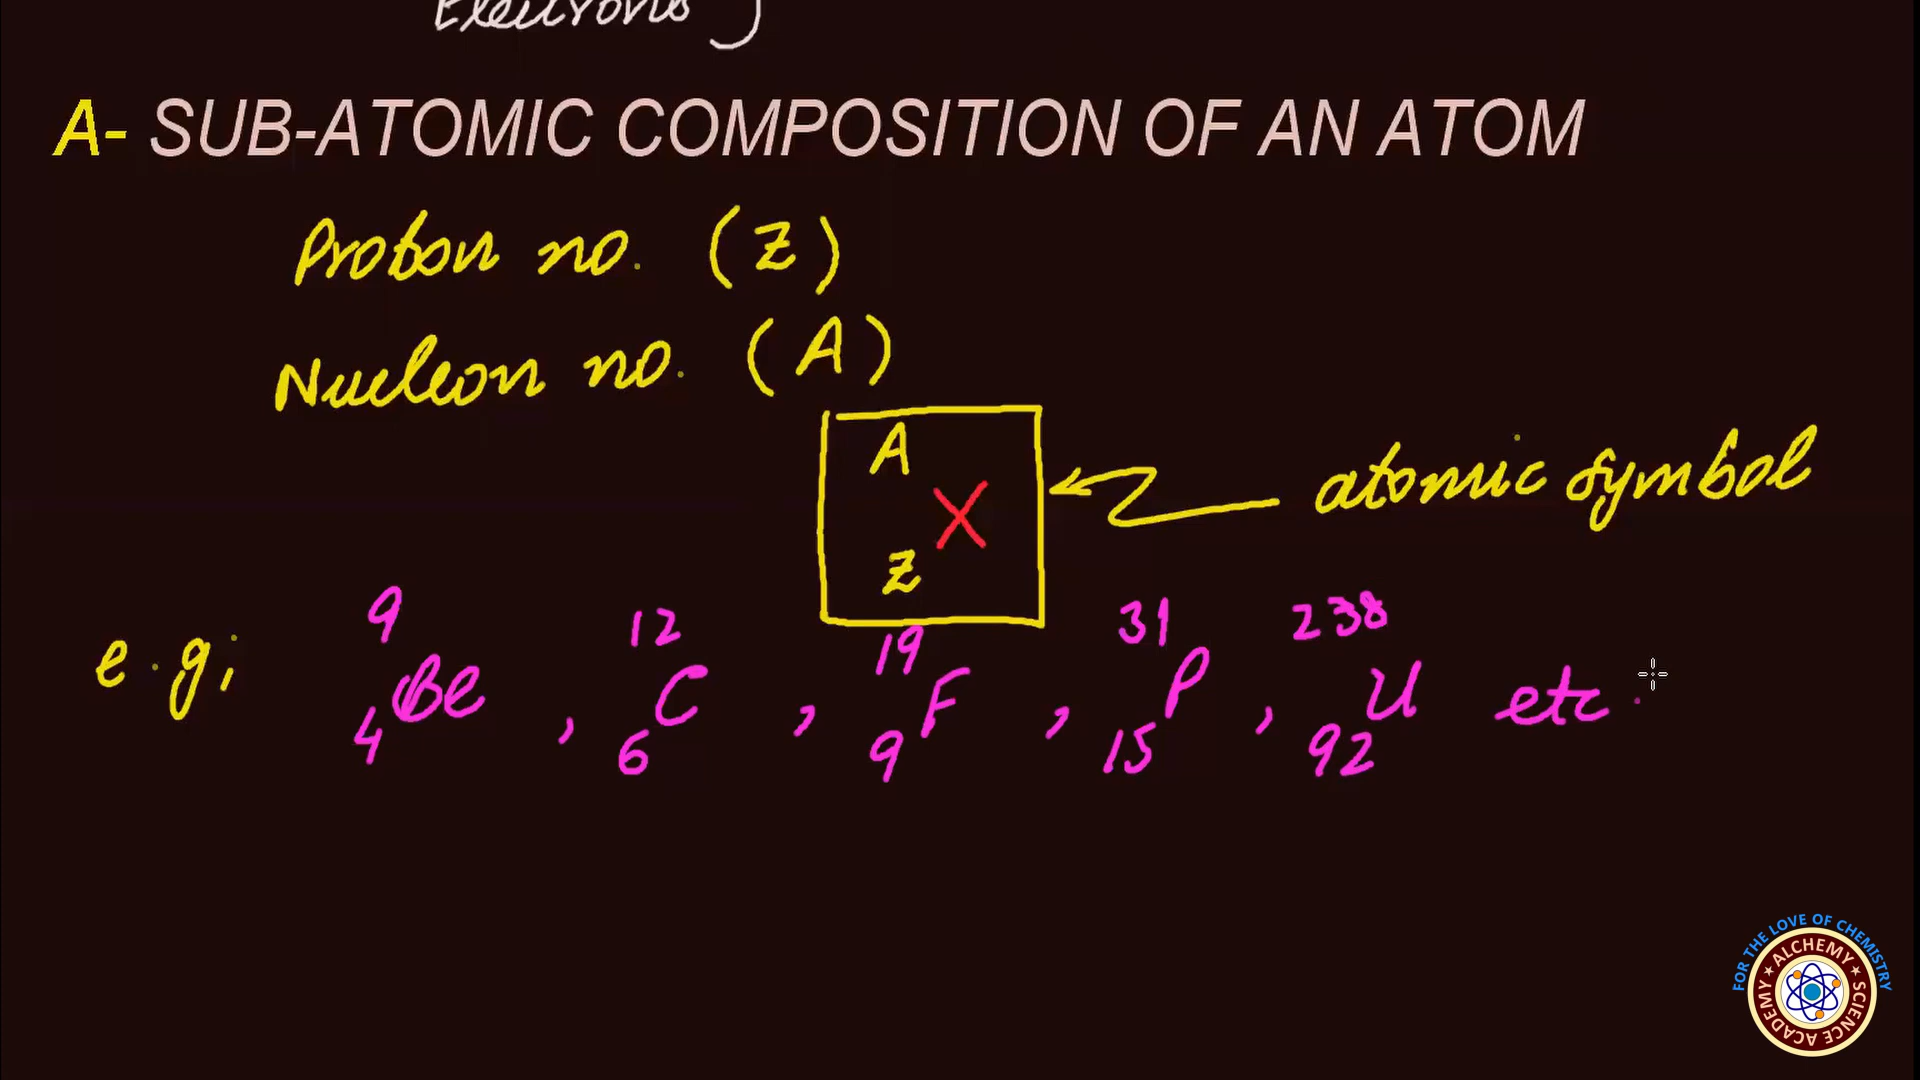 Electrons }
A- SUB-ATOMIC COMPOSITION OF AN ATOM
Proton no. (Z)
Nucleon no. (A)
A
X
Z
atomic symbol
e.g;
9 12 19 31 238
Be , C , F , P , U etc.
4 6 9 15 92
FOR THE LOVE OF CHEMISTRY
ALCHEMY
SCIENCE ACADEMY